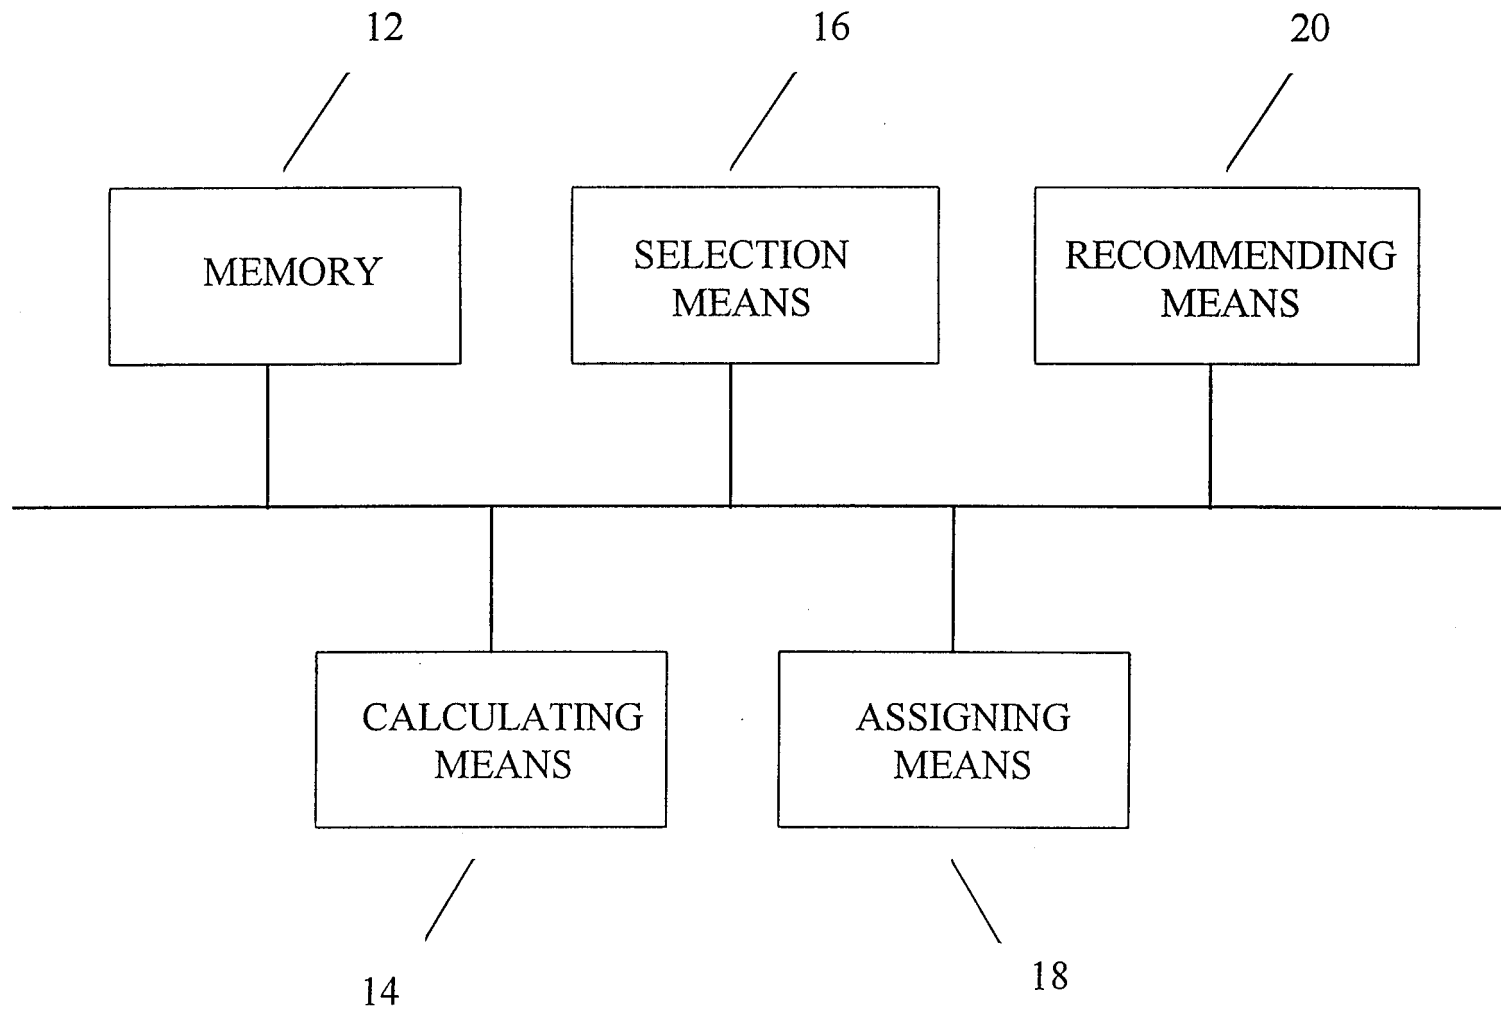 12
16
20
MEMORY
SELECTION
MEANS
RECOMMENDING
MEANS
CALCULATING
MEANS
ASSIGNING
MEANS
14
18